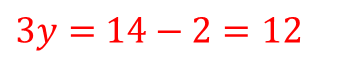 3y = 14 − 2 = 12